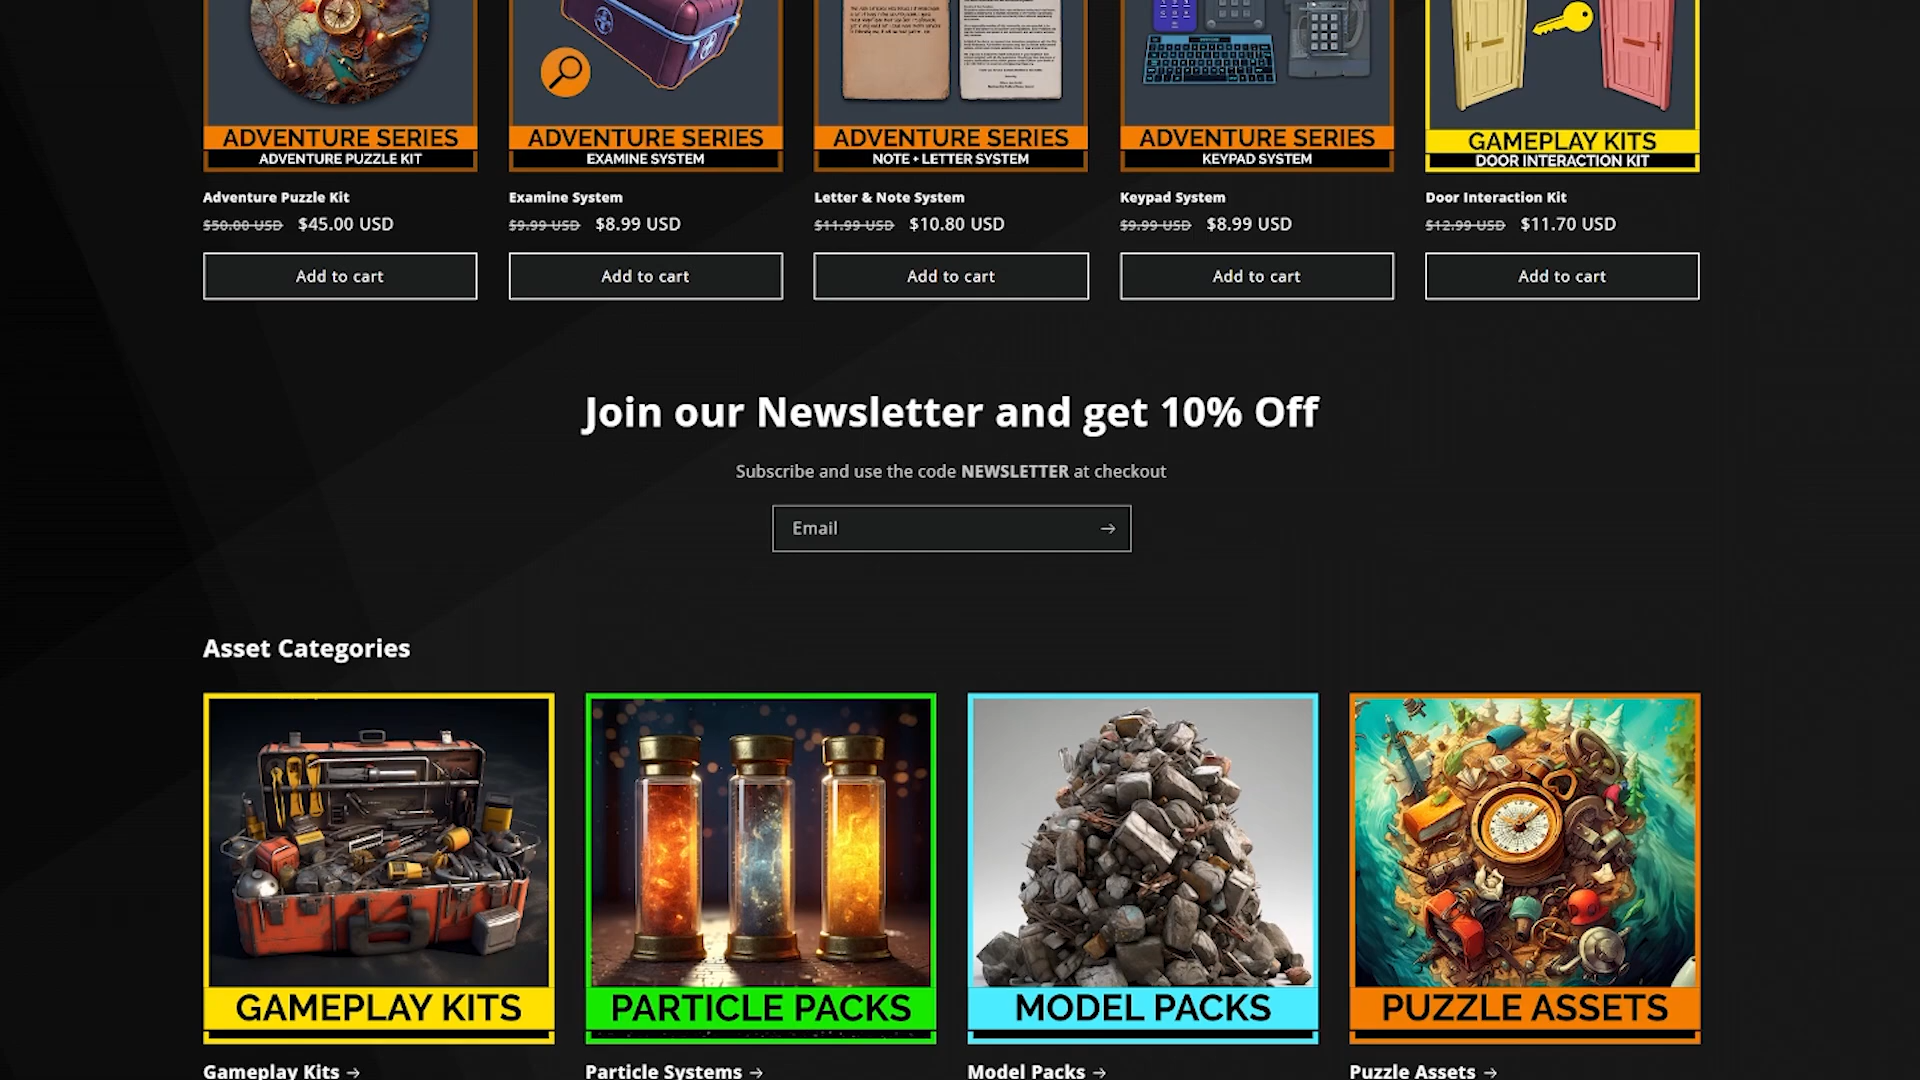 ADVENTURE SERIES
ADVENTURE PUZZLE KIT
Adventure Puzzle Kit
$50.00 USD $45.00 USD
Add to cart
ADVENTURE SERIES
EXAMINE SYSTEM
Examine System
$9.99 USD $8.99 USD
Add to cart
ADVENTURE SERIES
NOTE + LETTER SYSTEM
Letter & Note System
$11.99 USD $10.80 USD
Add to cart
ADVENTURE SERIES
KEYPAD SYSTEM
Keypad System
$9.99 USD $8.99 USD
Add to cart
GAMEPLAY KITS
DOOR INTERACTION KIT
Door Interaction Kit
$12.99 USD $11.70 USD
Add to cart
Join our Newsletter and get 10% Off
Subscribe and use the code NEWSLETTER at checkout
Email →
Asset Categories
GAMEPLAY KITS
Gameplay Kits →
PARTICLE PACKS
Particle Systems →
MODEL PACKS
Model Packs →
PUZZLE ASSETS
Puzzle Assets →